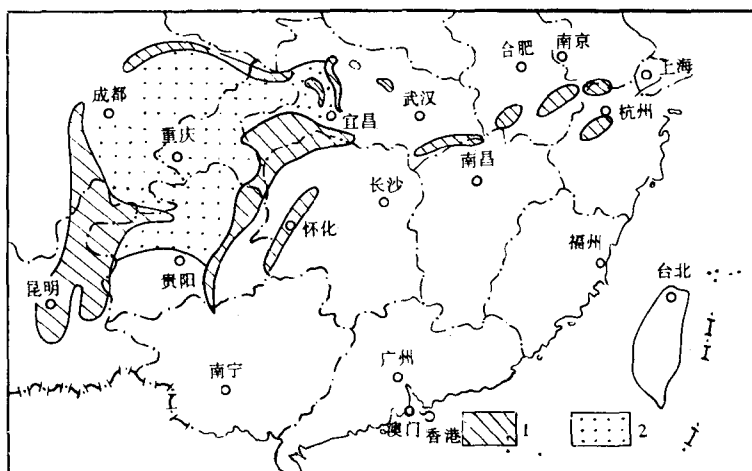 合肥
南京
上海
成都
宜昌
武汉
杭州
重庆
南昌
长沙
怀化
福州
贵阳
昆明
台北
南宁
广州
澳门
香港
1
2